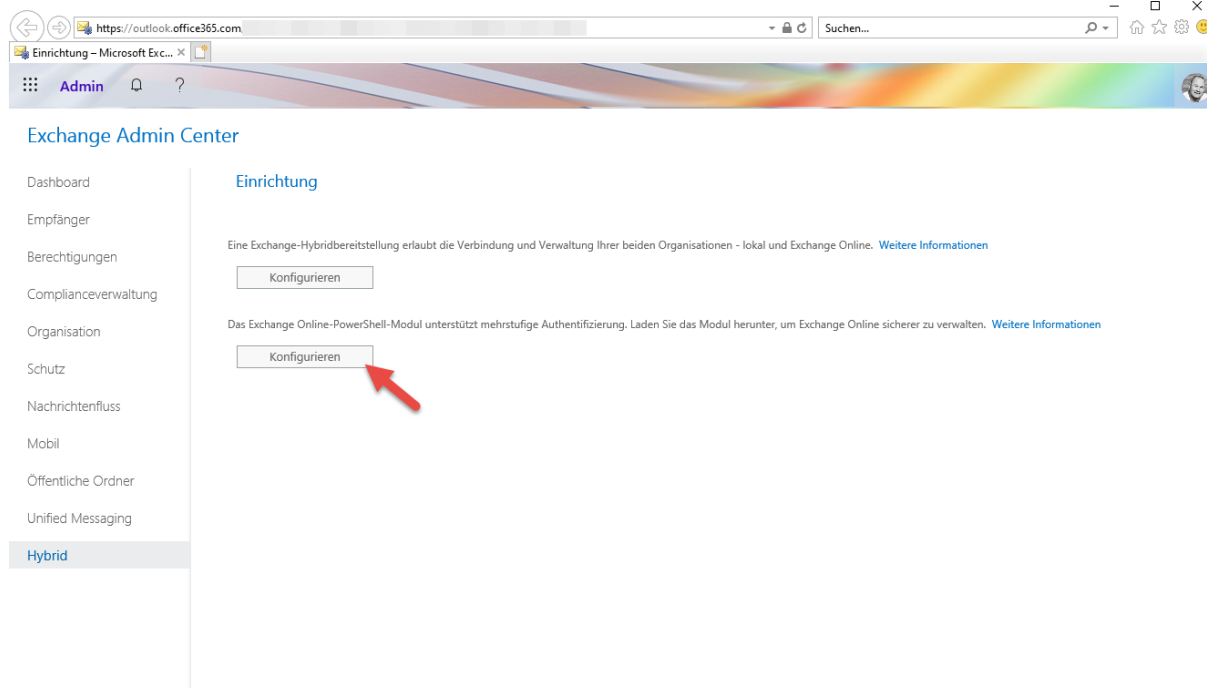 https://outlook.office365.com
Suchen...
Einrichtung – Microsoft Exc...
Admin
?
Exchange Admin Center
Dashboard
Empfänger
Berechtigungen
Complianceverwaltung
Organisation
Schutz
Nachrichtenfluss
Mobil
Öffentliche Ordner
Unified Messaging
Hybrid
Einrichtung
Eine Exchange-Hybridbereitstellung erlaubt die Verbindung und Verwaltung Ihrer beiden Organisationen - lokal und Exchange Online. Weitere Informationen
Konfigurieren
Das Exchange Online-PowerShell-Modul unterstützt mehrstufige Authentifizierung. Laden Sie das Modul herunter, um Exchange Online sicherer zu verwalten. Weitere Informationen
Konfigurieren